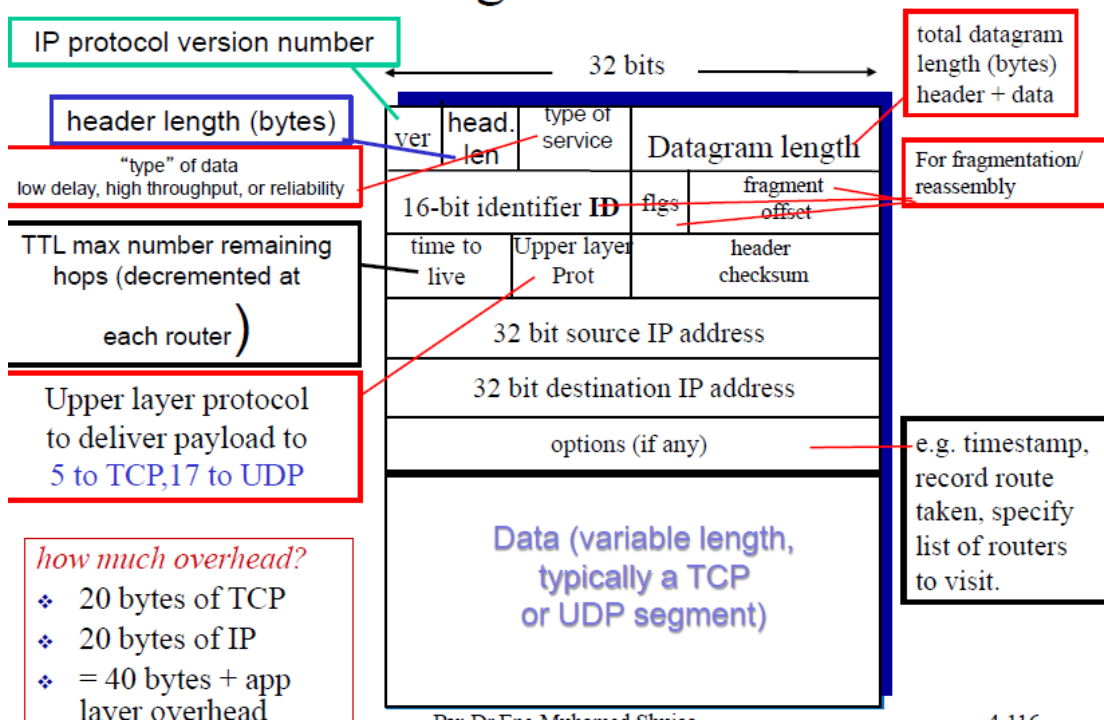 IP protocol version number
32 bits
total datagram
length (bytes)
header + data
header length (bytes)
ver
head.
len
type of
service
Datagram length
"type" of data
low delay, high throughput, or reliability
For fragmentation/
reassembly
16-bit identifier ID
flgs
fragment
offset
TTL max number remaining
hops (decremented at
each router)
time to
live
Upper layer
Prot
header
checksum
32 bit source IP address
32 bit destination IP address
Upper layer protocol
to deliver payload to
5 to TCP,17 to UDP
options (if any)
e.g. timestamp,
record route
taken, specify
list of routers
to visit.
Data (variable length,
typically a TCP
or UDP segment)
how much overhead?
❖ 20 bytes of TCP
❖ 20 bytes of IP
❖ = 40 bytes + app
layer overhead